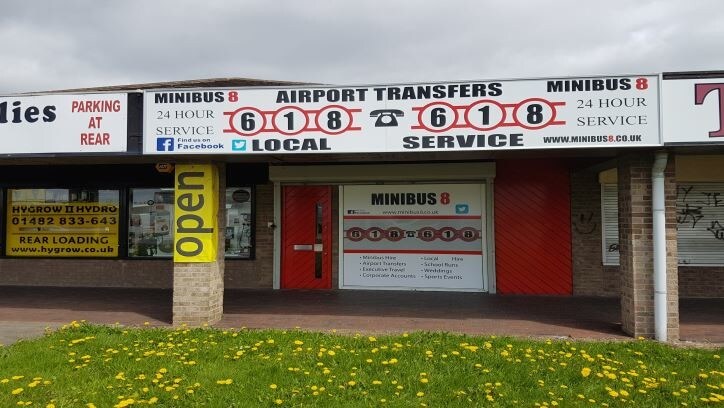 lies
PARKING
AT
REAR
MINIBUS 8
24 HOUR
SERVICE
Find us on
Facebook
AIRPORT TRANSFERS
618 ☎ 618
LOCAL SERVICE
MINIBUS 8
24 HOUR
SERVICE
WWW.MINIBUS8.CO.UK
T
HYGROW II HYDRO
01482 833-643
REAR LOADING
www.hygrow.co.uk
open
MINIBUS 8
www.minibus8.co.uk
618 ☎ 618
• Minibus Hire
• Airport Transfers
• Executive Travel
• Corporate Accounts
• Local Hire
• School Runs
• Weddings
• Sports Events